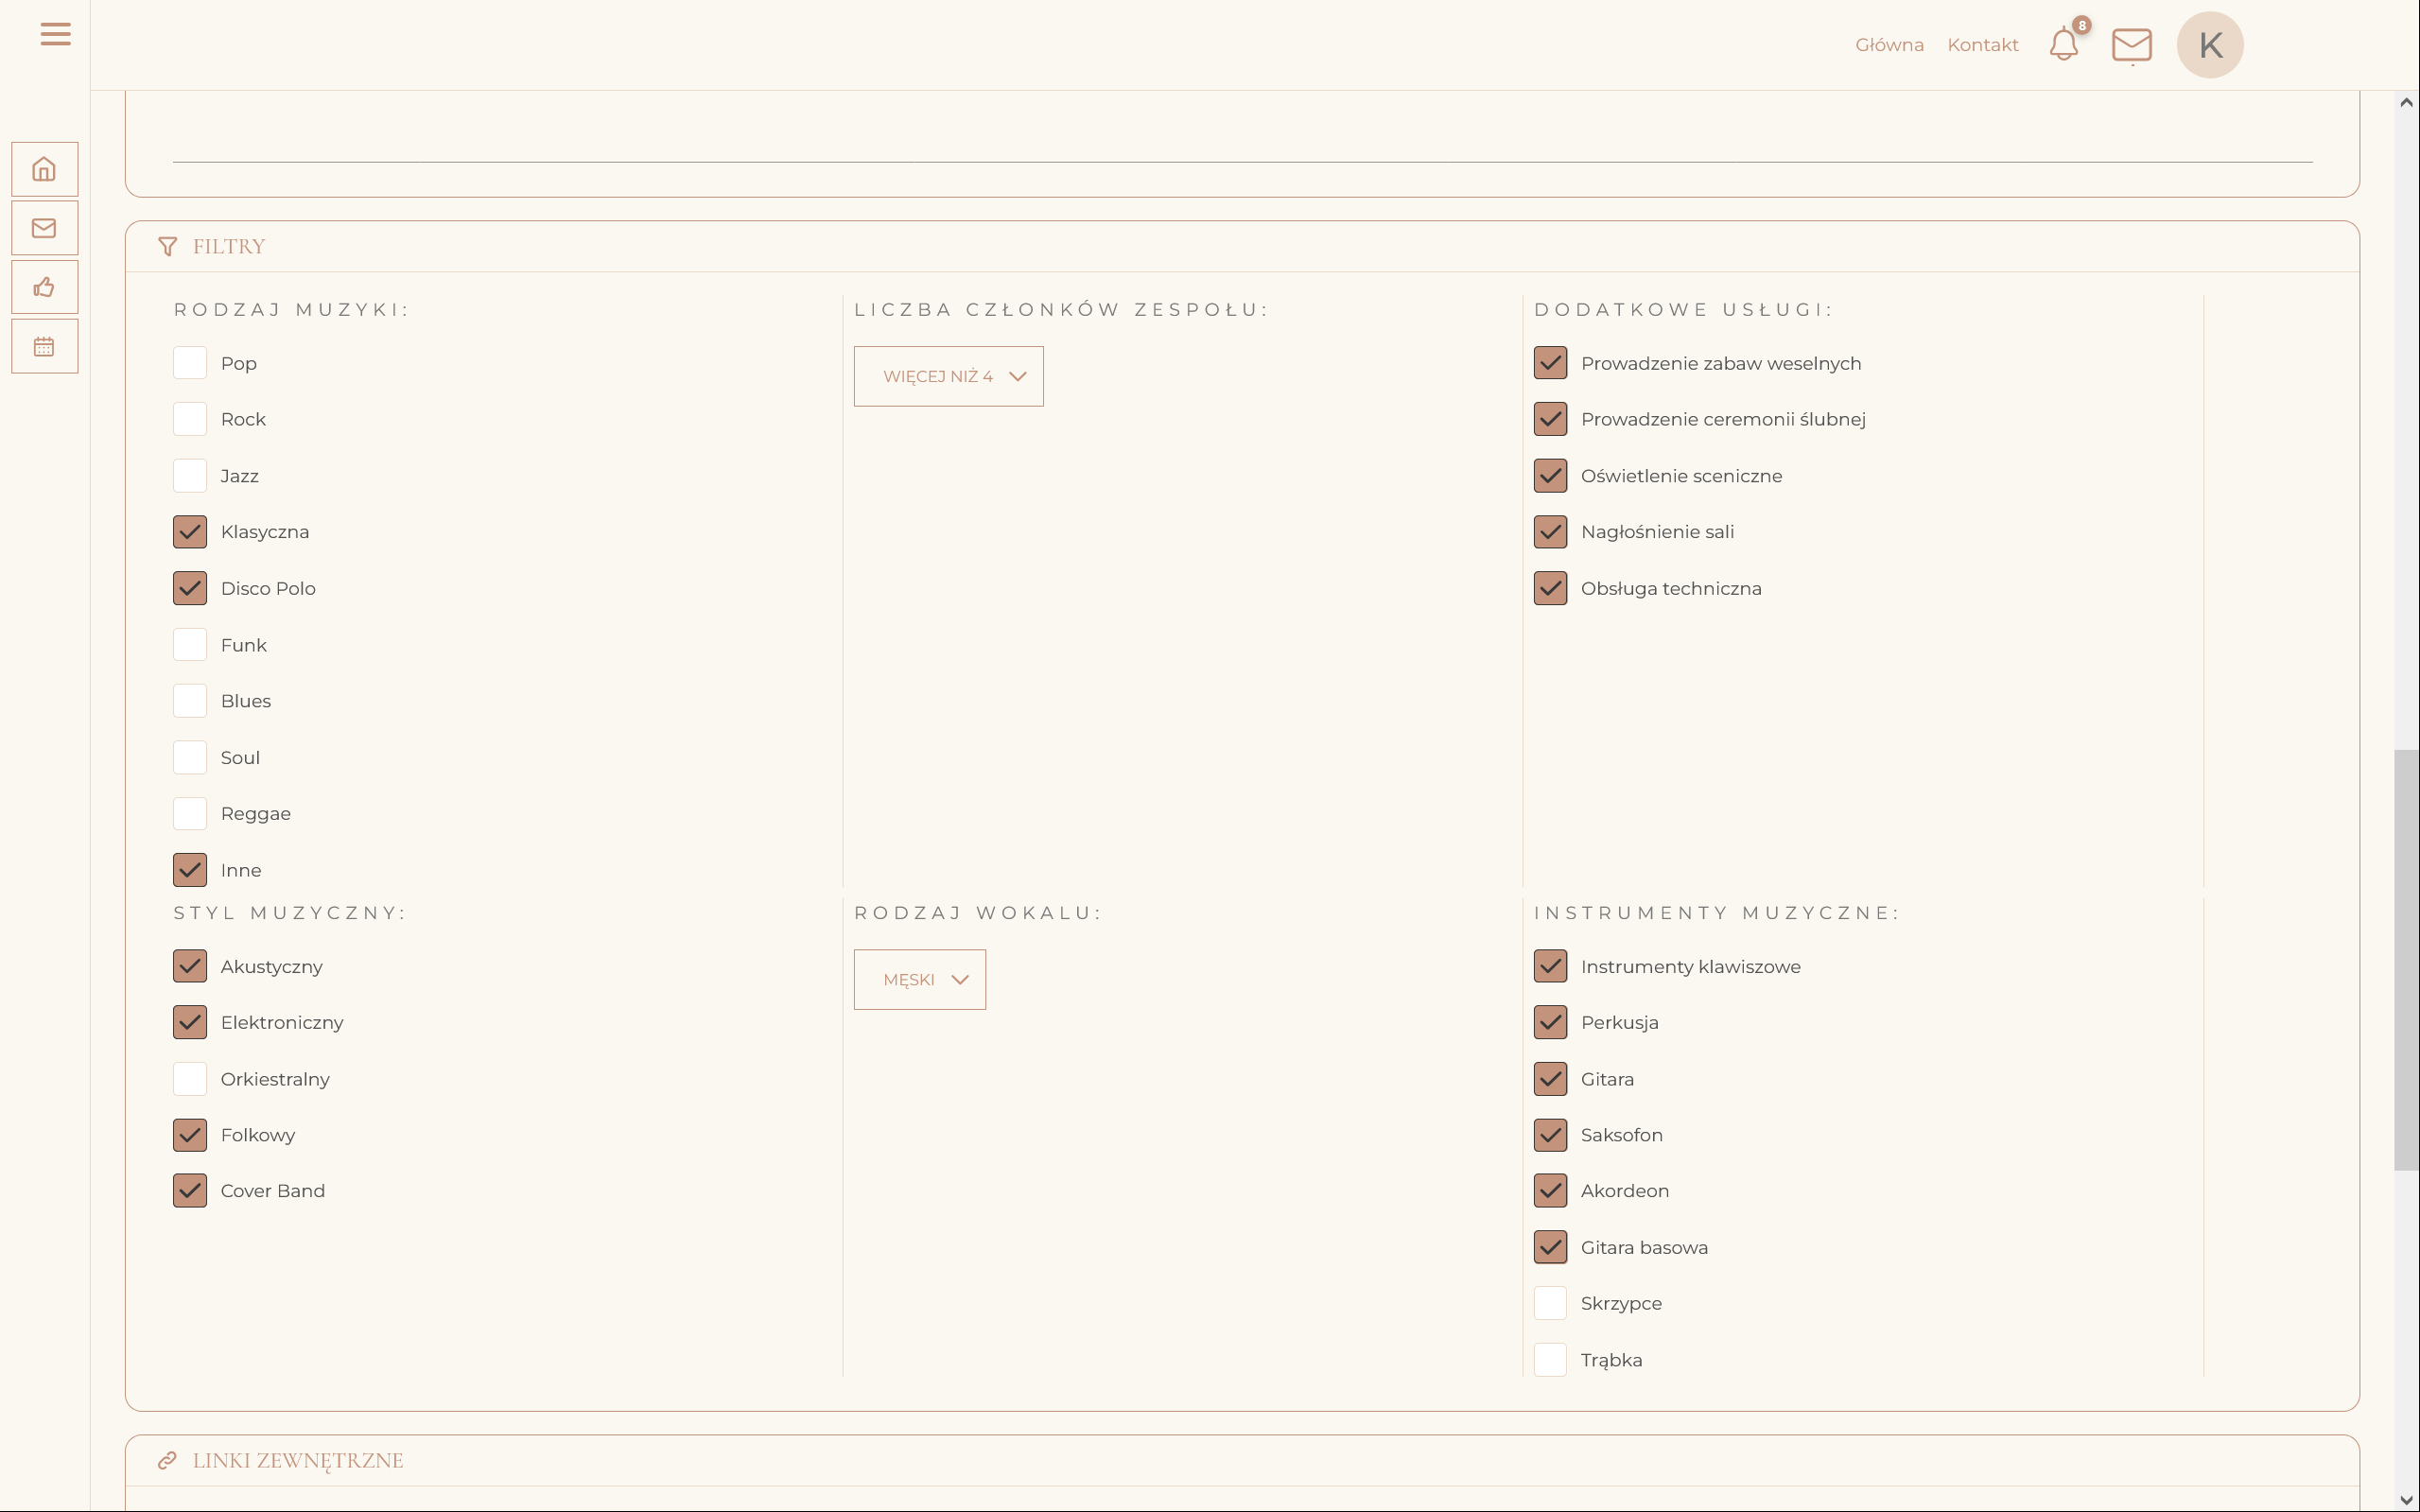 Główna Kontakt 8 K
FILTRY
RODZAJ MUZYKI:
Pop
Rock
Jazz
Klasyczna
Disco Polo
Funk
Blues
Soul
Reggae
Inne
LICZBA CZŁONKÓW ZESPOŁU:
WIĘCEJ NIŻ 4
DODATKOWE USŁUGI:
Prowadzenie zabaw weselnych
Prowadzenie ceremonii ślubnej
Oświetlenie sceniczne
Nagłośnienie sali
Obsługa techniczna
STYL MUZYCZNY:
Akustyczny
Elektroniczny
Orkiestralny
Folkowy
Cover Band
RODZAJ WOKALU:
MĘSKI
INSTRUMENTY MUZYCZNE:
Instrumenty klawiszowe
Perkusja
Gitara
Saksofon
Akordeon
Gitara basowa
Skrzypce
Trąbka
LINKI ZEWNĘTRZNE